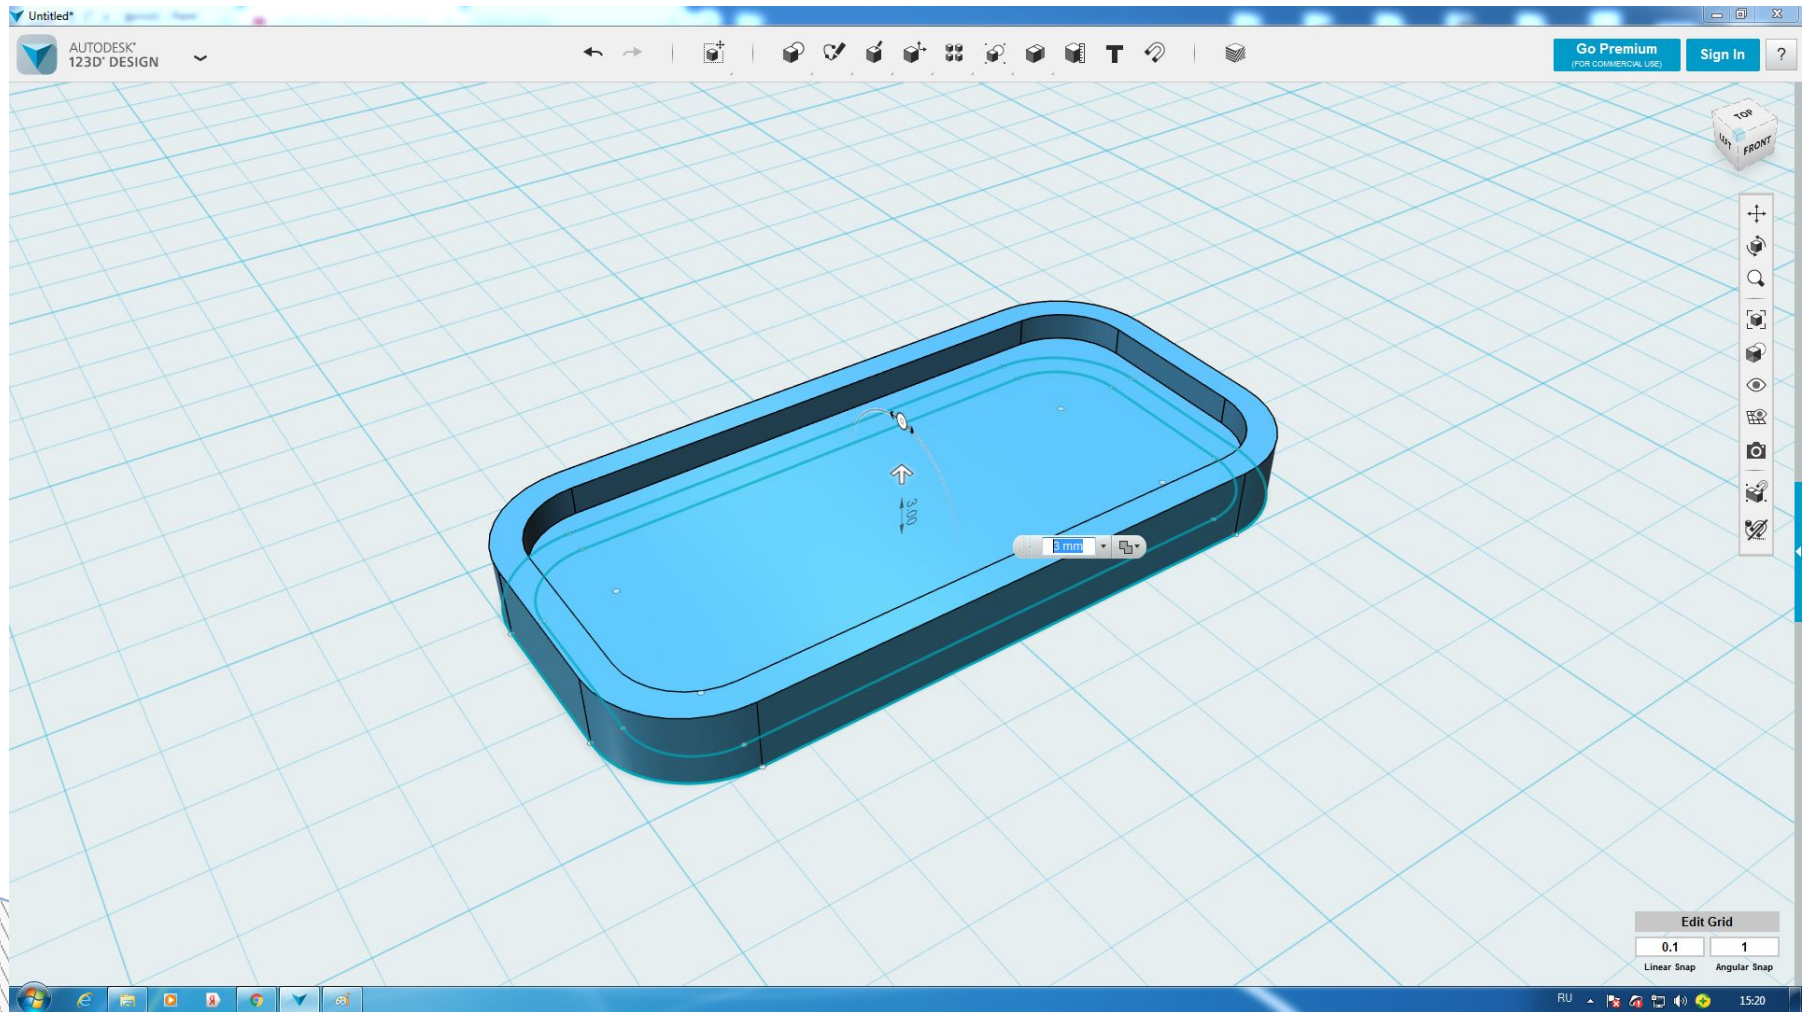 Untitled*
AUTODESK®
123D® DESIGN
Go Premium
(FOR COMMERCIAL USE)
Sign In
?
TOP
LEFT
FRONT
3.00
3 mm
Edit Grid
0.1
1
Linear Snap
Angular Snap
RU
15:20